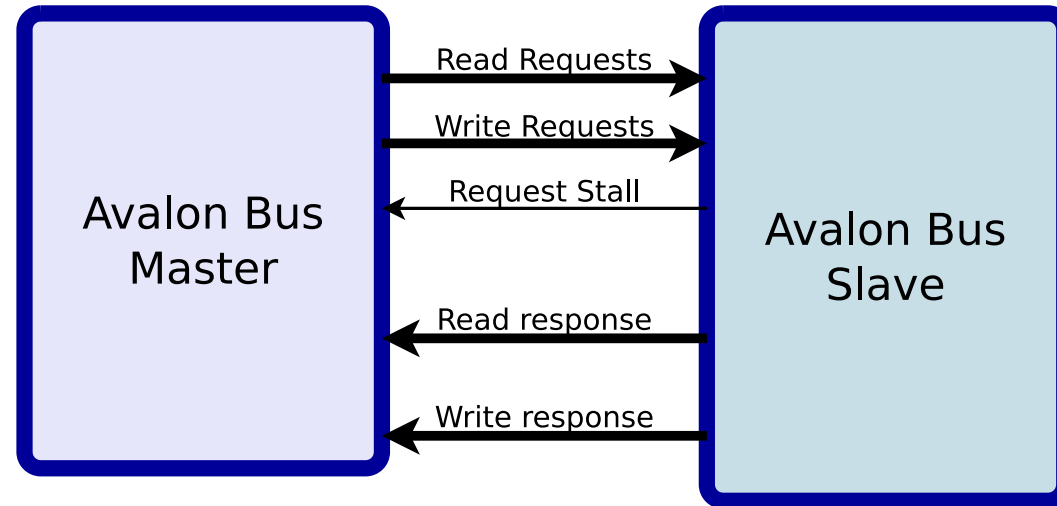 Read Requests
Write Requests
Request Stall
Avalon Bus
Master
Avalon Bus
Slave
Read response
Write response